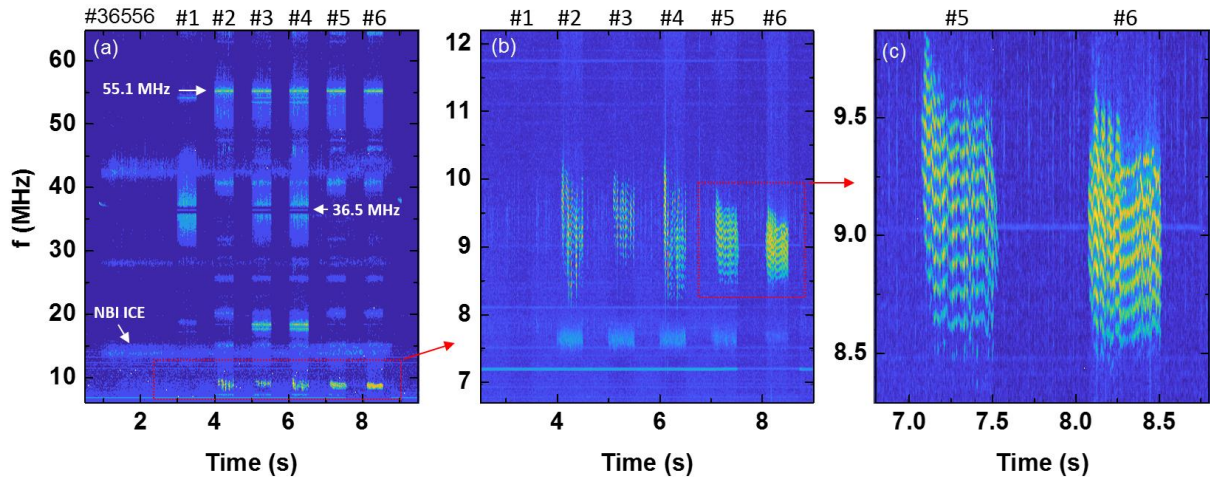 #36556 #1 #2 #3 #4 #5 #6
#1 #2 #3 #4 #5 #6
#5 #6
(a)
(b)
(c)
f (MHz)
60
50
40
30
20
10
55.1 MHz
36.5 MHz
NBI ICE
2 4 6 8
Time (s)
12
11
10
9
8
7
4 6 8
Time (s)
9.5
9.0
8.5
7.0 7.5 8.0 8.5
Time (s)